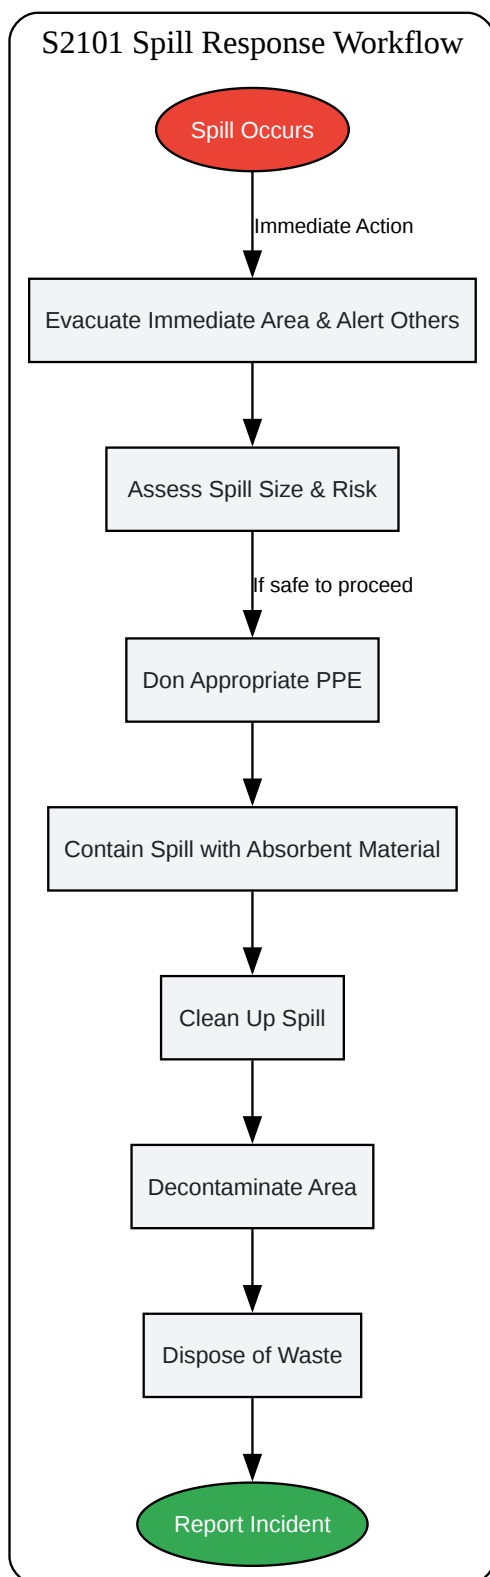 S2101 Spill Response Workflow
Spill Occurs
Immediate Action
Evacuate Immediate Area & Alert Others
Assess Spill Size & Risk
If safe to proceed
Don Appropriate PPE
Contain Spill with Absorbent Material
Clean Up Spill
Decontaminate Area
Dispose of Waste
Report Incident